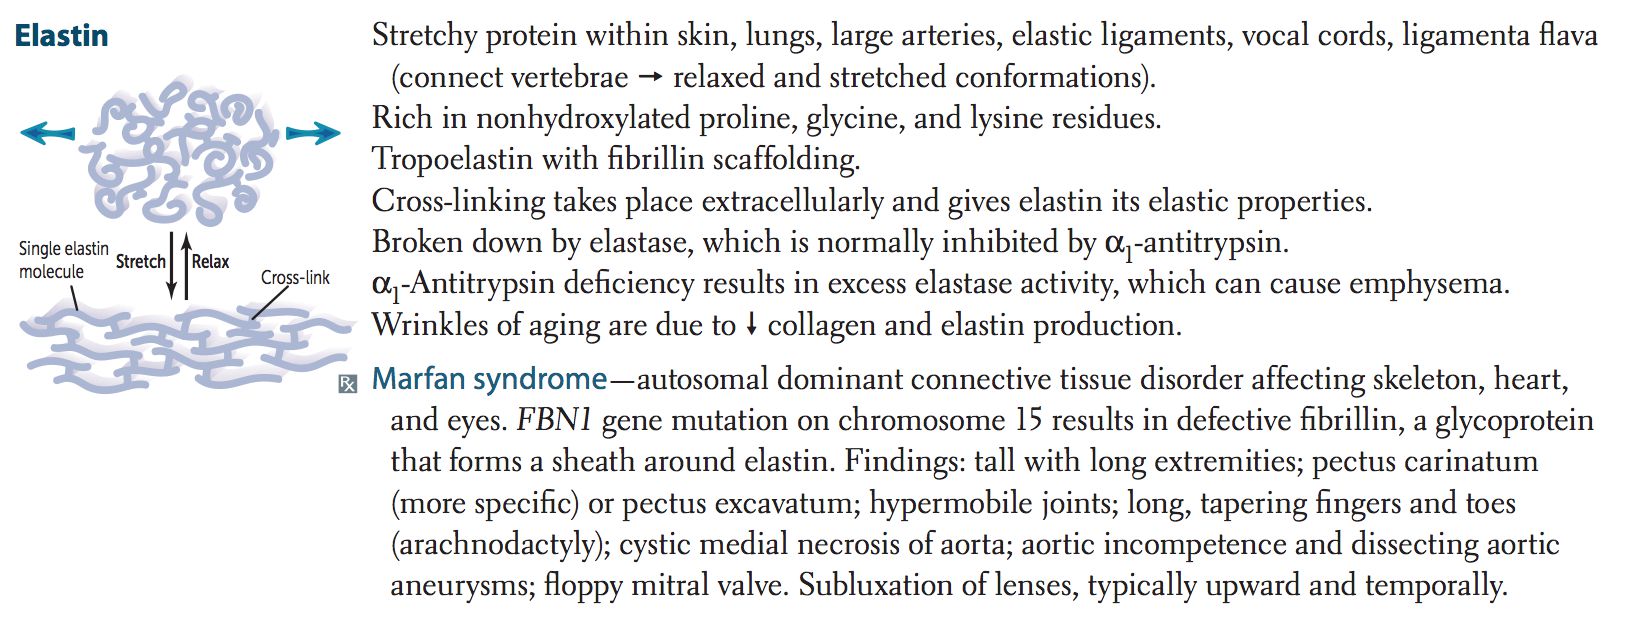 Elastin
Stretchy protein within skin, lungs, large arteries, elastic ligaments, vocal cords, ligamenta flava
(connect vertebrae → relaxed and stretched conformations).
Rich in nonhydroxylated proline, glycine, and lysine residues.
Tropoelastin with fibrillin scaffolding.
Cross-linking takes place extracellularly and gives elastin its elastic properties.
Broken down by elastase, which is normally inhibited by α₁-antitrypsin.
α₁-Antitrypsin deficiency results in excess elastase activity, which can cause emphysema.
Wrinkles of aging are due to ↓ collagen and elastin production.
Single elastin
molecule
Stretch
Relax
Cross-link
Rx
Marfan syndrome—autosomal dominant connective tissue disorder affecting skeleton, heart,
and eyes. FBN1 gene mutation on chromosome 15 results in defective fibrillin, a glycoprotein
that forms a sheath around elastin. Findings: tall with long extremities; pectus carinatum
(more specific) or pectus excavatum; hypermobile joints; long, tapering fingers and toes
(arachnodactyly); cystic medial necrosis of aorta; aortic incompetence and dissecting aortic
aneurysms; floppy mitral valve. Subluxation of lenses, typically upward and temporally.